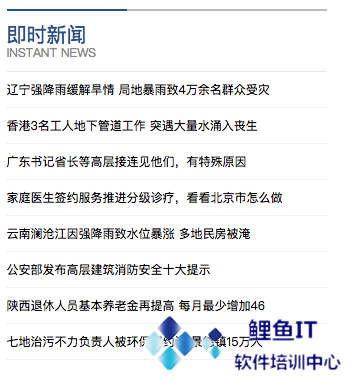 即时新闻
INSTANT NEWS
辽宁强降雨缓解旱情 局地暴雨致4万余名群众受灾
香港3名工人地下管道工作 突遇大量水涌入丧生
广东书记省长等高层接连见他们，有特殊原因
家庭医生签约服务推进分级诊疗，看看北京市怎么做
云南澜沧江因强降雨致水位暴涨 多地民房被淹
公安部发布高层建筑消防安全十大提示
陕西退休人员基本养老金再提高 每月最少增加46
七地治污不力负责人被环保 约 镇15万人
鲤鱼IT
软件培训中心